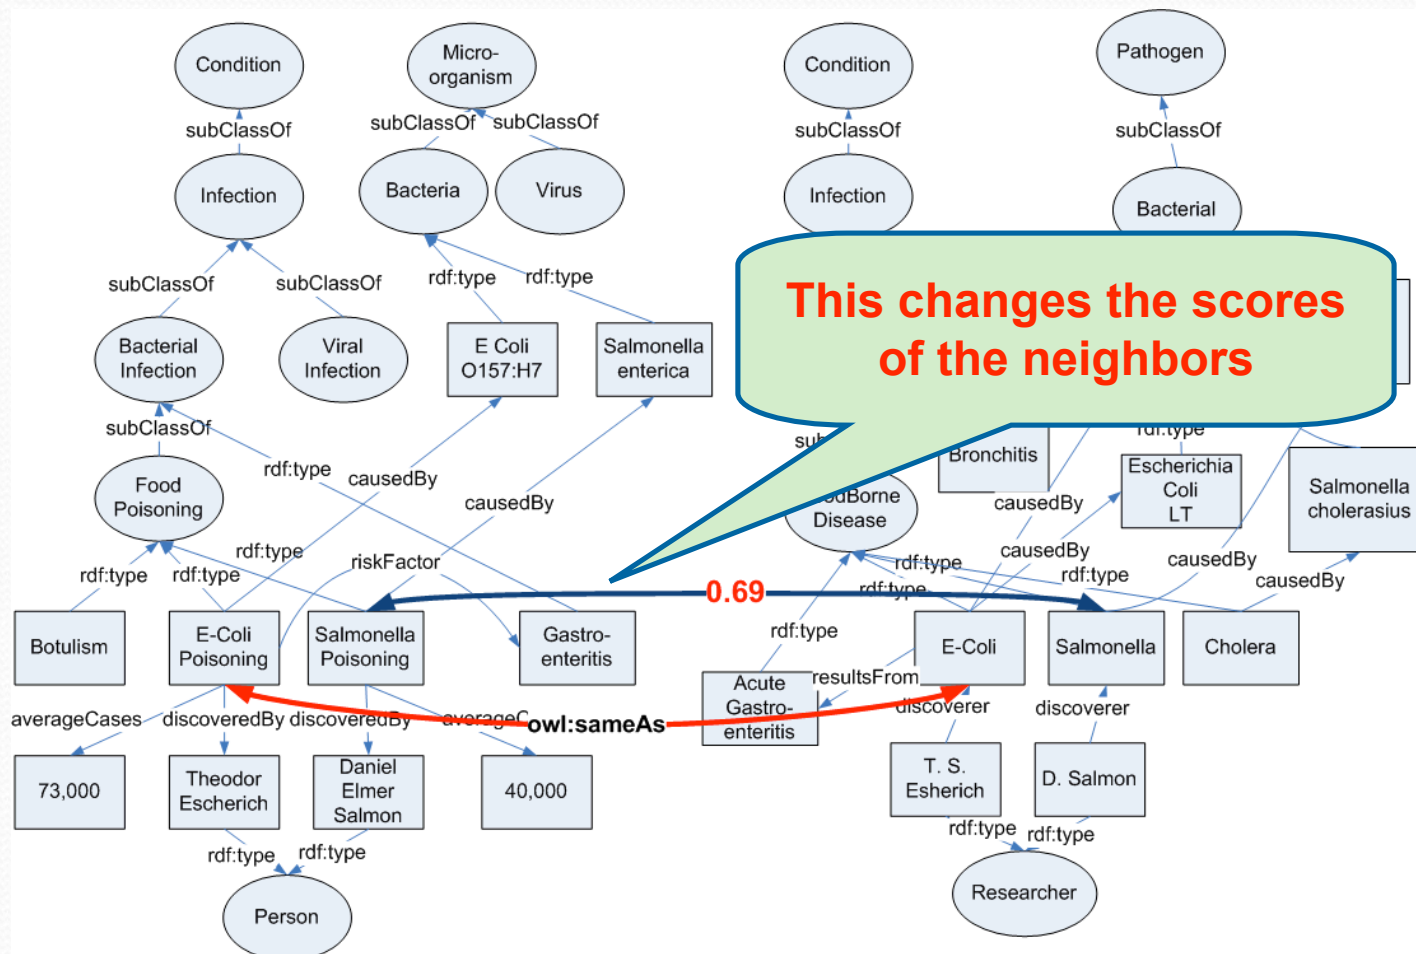 Condition
Micro-
organism
Condition
Pathogen
subClassOf
subClassOf
subClassOf
subClassOf
subClassOf
Infection
Bacteria
Virus
Infection
Bacterial
subClassOf
subClassOf
rdf:type
rdf:type
This changes the scores
of the neighbors
Bacterial
Infection
Viral
Infection
E Coli
O157:H7
Salmonella
enterica
subClassOf
rdf:type
causedBy
causedBy
rdf:type
Bronchitis
Escherichia
Coli
LT
Salmonella
cholerasius
Food
Poisoning
Disease
causedBy
causedBy
causedBy
causedBy
rdf:type
rdf:type
rdf:type
riskFactor
rdf:type
rdf:type
rdf:type
0.69
Botulism
E-Coli
Poisoning
Salmonella
Poisoning
Gastro-
enteritis
rdf:type
E-Coli
Salmonella
Cholera
Acute
Gastro-
enteritis
resultsFrom
averageCases
discoveredBy
discoveredBy
owl:sameAs
discoverer
discoverer
73,000
Theodor
Escherich
Daniel
Elmer
Salmon
40,000
T. S.
Esherich
D. Salmon
rdf:type
rdf:type
rdf:type
rdf:type
Person
Researcher